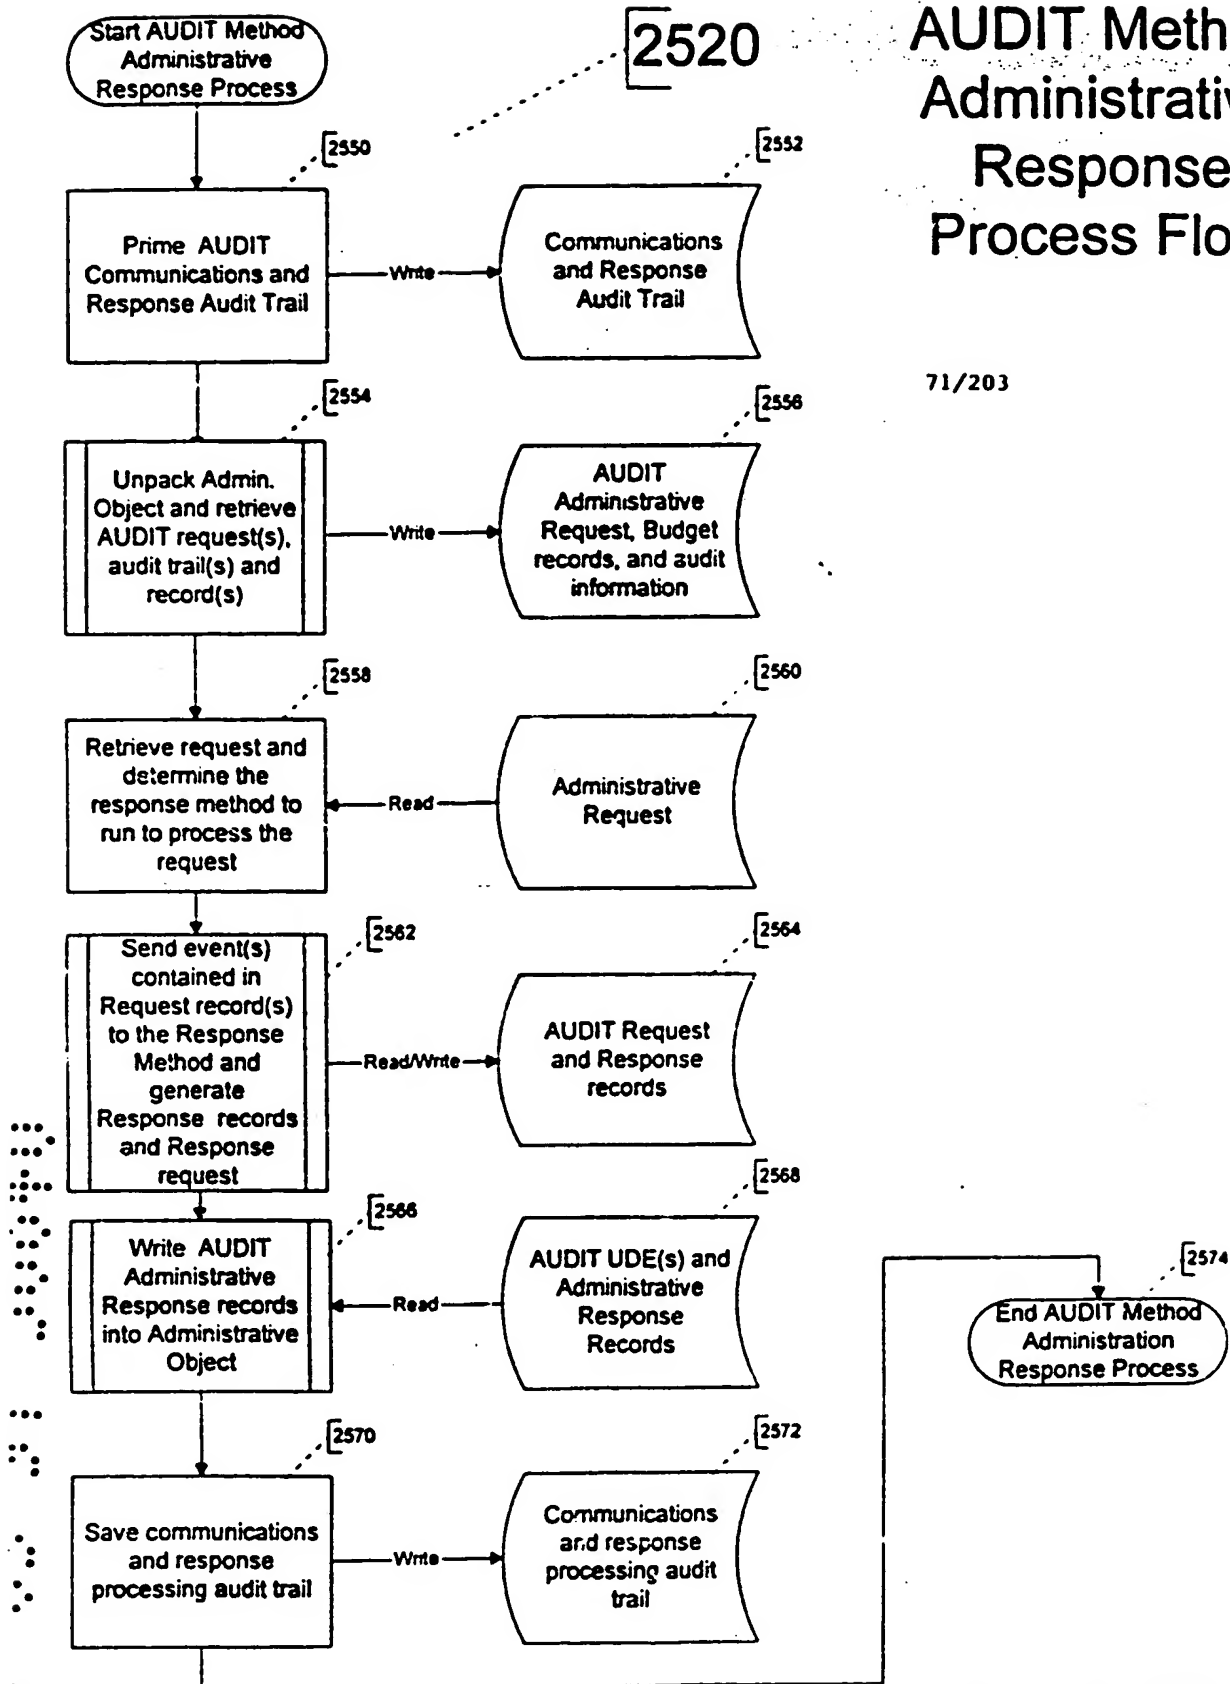 Start AUDIT Method
Administrative
Response Process
2520
AUDIT Meth
Administrativ
Response
Process Flo
71/203
2550
Prime AUDIT
Communications and
Response Audit Trail
Write
2552
Communications
and Response
Audit Trail
2554
Unpack Admin.
Object and retrieve
AUDIT request(s),
audit trail(s) and
record(s)
Write
2556
AUDIT
Administrative
Request, Budget
records, and audit
information
2558
Retrieve request and
determine the
response method to
run to process the
request
Read
2560
Administrative
Request
2562
Send event(s)
contained in
Request record(s)
to the Response
Method and
generate
Response records
and Response
request
Read/Write
2564
AUDIT Request
and Response
records
2566
Write AUDIT
Administrative
Response records
into Administrative
Object
Read
2568
AUDIT UDE(s) and
Administrative
Response
Records
2570
Save communications
and response
processing audit trail
Write
2572
Communications
and response
processing audit
trail
2574
End AUDIT Method
Administration
Response Process